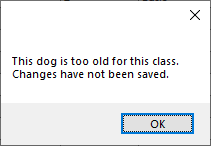 This dog is too old for this class.
Changes have not been saved.
OK